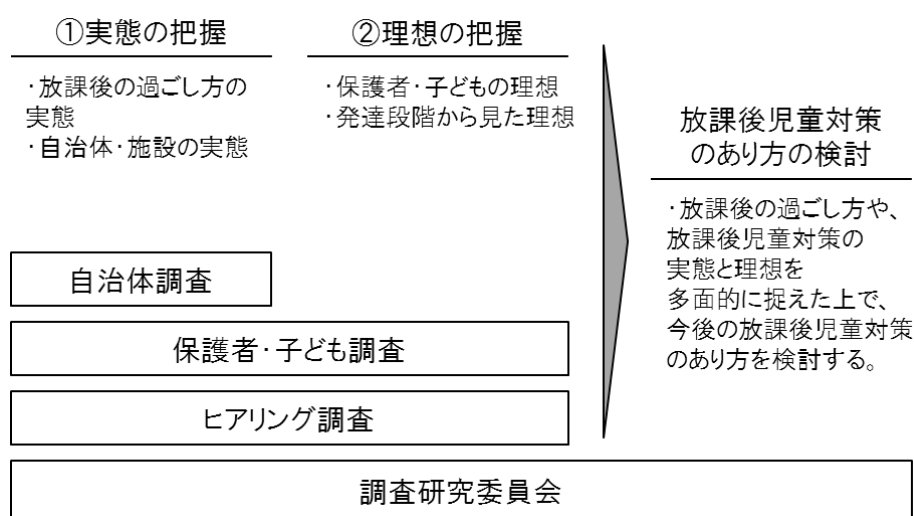 ①実態の把握
・放課後の過ごし方の
実態
・自治体・施設の実態
②理想の把握
・保護者・子どもの理想
・発達段階から見た理想
自治体調査
保護者・子ども調査
ヒアリング調査
調査研究委員会
放課後児童対策
のあり方の検討
・放課後の過ごし方や、
放課後児童対策の
実態と理想を
多面的に捉えた上で、
今後の放課後児童対策
のあり方を検討する。